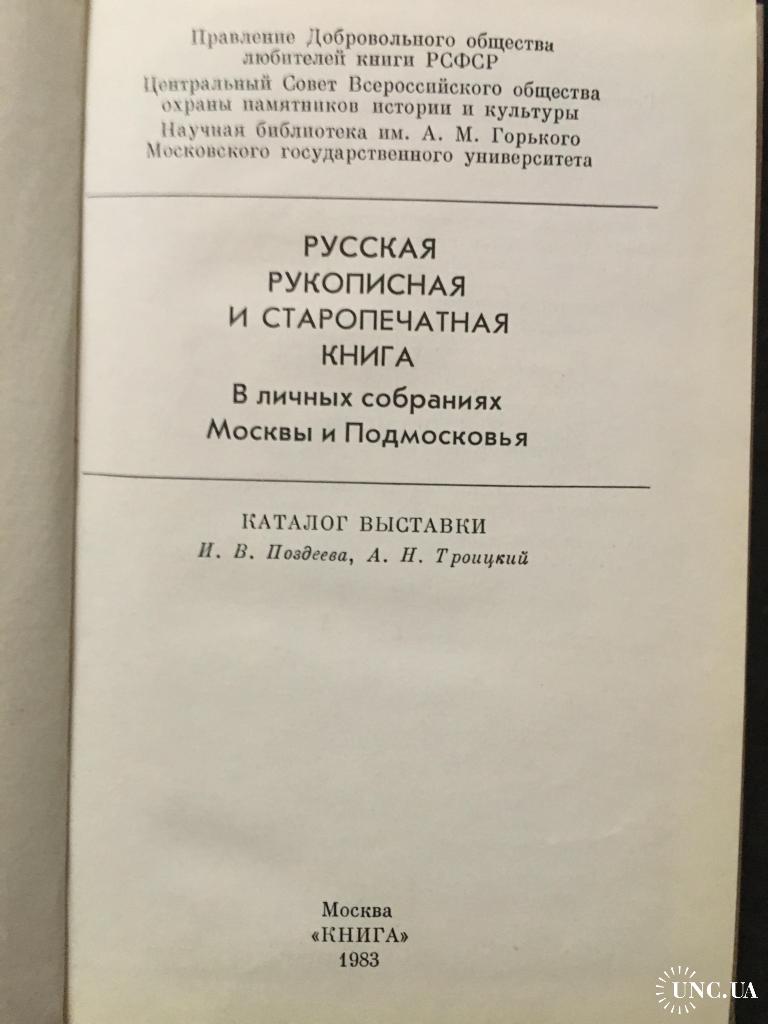 Правление Добровольного общества
любителей книги РСФСР
Центральный Совет Всероссийского общества
охраны памятников истории и культуры
Научная библиотека им. А. М. Горького
Московского государственного университета
РУССКАЯ
РУКОПИСНАЯ
И СТАРОПЕЧАТНАЯ
КНИГА
В личных собраниях
Москвы и Подмосковья
КАТАЛОГ ВЫСТАВКИ
И. В. Поздеева, А. Н. Троицкий
Москва
«КНИГА»
1983
UNC.UA